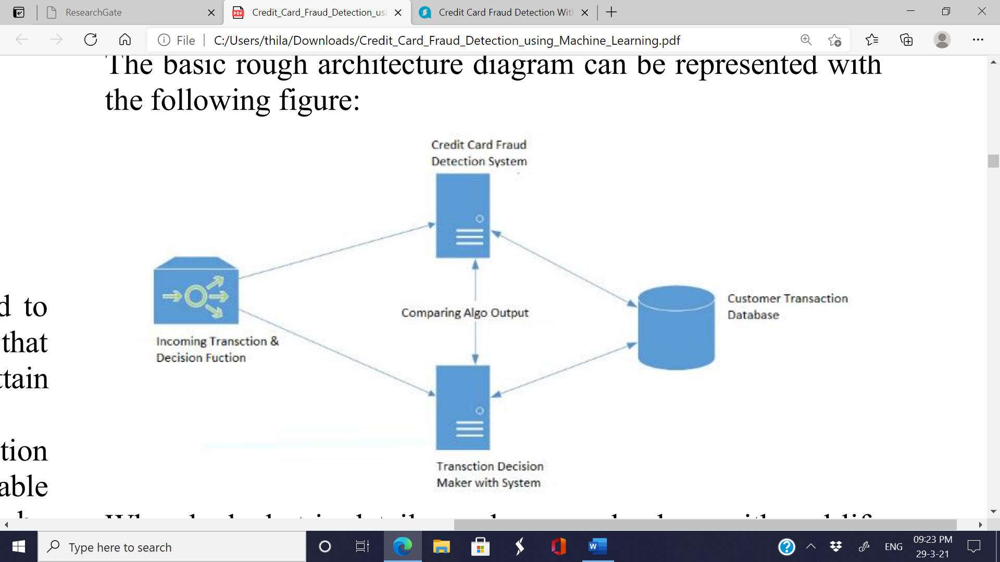 ResearchGate
Credit_Card_Fraud_Detection_usi
Credit Card Fraud Detection With
File
C:/Users/thila/Downloads/Credit_Card_Fraud_Detection_using_Machine_Learning.pdf
The basic rough architecture diagram can be represented with
the following figure:
Credit Card Fraud
Detection System
Comparing Algo Output
Customer Transaction
Database
Incoming Transction &
Decision Fuction
Transction Decision
Maker with System
d to
that
ttain
tion
able
Type here to search
ENG
09:23 PM
29-3-21